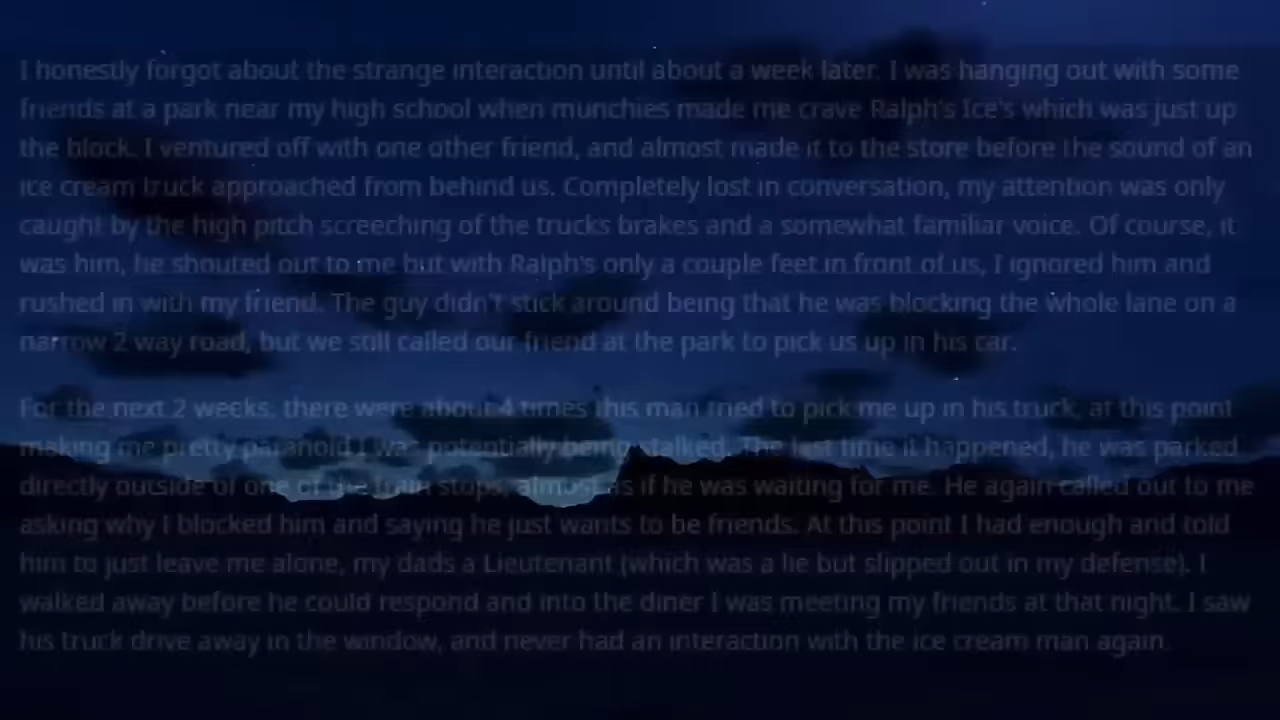 I honestly forgot about the strange interaction until about a week later. I was hanging out with some
friends at a park near my high school when munchies made me crave Ralph's Ice's which was just up
the block. I ventured off with one other friend, and almost made it to the store before the sound of an
ice cream truck approached from behind us. Completely lost in conversation, my attention was only
caught by the high pitch screeching of the trucks brakes and a somewhat familiar voice. Of course, it
was him, he shouted out to me but with Ralph's only a couple feet in front of us, I ignored him and
rushed in with my friend. The guy didn't stick around being that he was blocking the whole lane on a
narrow 2 way road, but we still called our friend at the park to pick us up in his car.
For the next 2 weeks, there were about 4 times this man tried to pick me up in his truck, at this point
making me pretty paranoid I was potentially being stalked. The last time it happened, he was parked
directly outside of one of the train stops, almost as if he was waiting for me. He again called out to me
asking why I blocked him and saying he just wants to be friends. At this point I had enough and told
him to just leave me alone, my dads a Lieutenant (which was a lie but slipped out in my defense). I
walked away before he could respond and into the diner I was meeting my friends at that night. I saw
his truck drive away in the window, and never had an interaction with the ice cream man again.